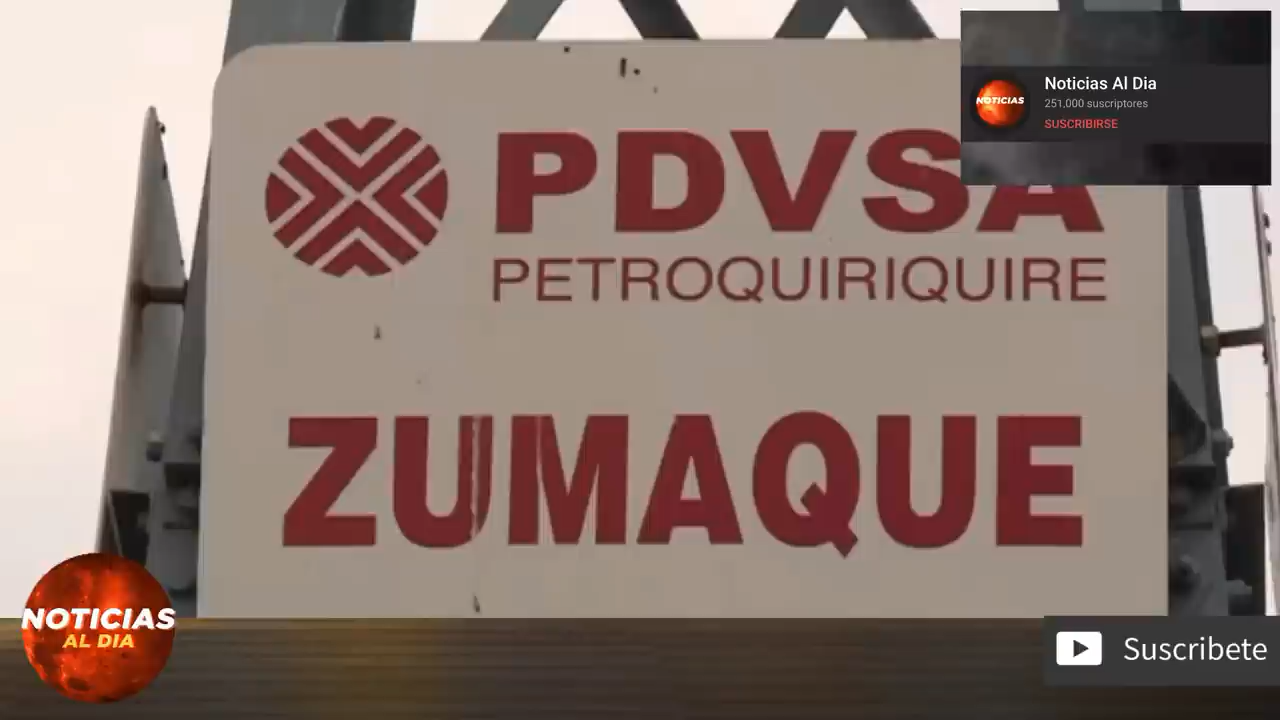 PDVSA
PETROQUIRIQUIRE
ZUMAQUE
Noticias Al Dia
251,000 suscriptores
SUSCRIBIRSE
NOTICIAS
NOTICIAS
AL DIA
Suscribete